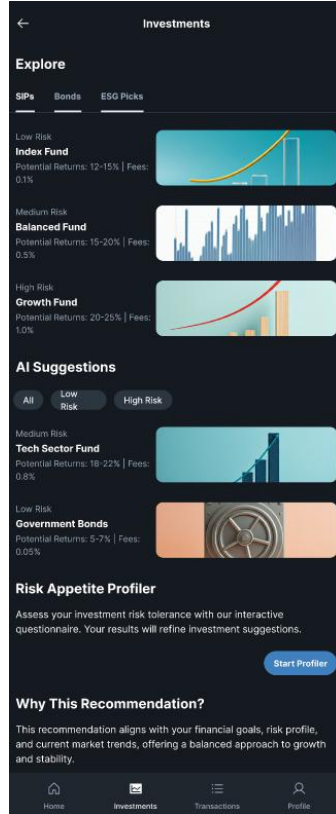 Investments
Explore
SIPs Bonds ESG Picks
Low Risk
Index Fund
Potential Returns: 12-15% | Fees:
0.1%
Medium Risk
Balanced Fund
Potential Returns: 15-20% | Fees:
0.5%
High Risk
Growth Fund
Potential Returns: 20-25% | Fees:
1.0%
AI Suggestions
All Low Risk High Risk
Medium Risk
Tech Sector Fund
Potential Returns: 18-22% | Fees:
0.8%
Low Risk
Government Bonds
Potential Returns: 5-7% | Fees:
0.05%
Risk Appetite Profiler
Assess your investment risk tolerance with our interactive
questionnaire. Your results will refine investment suggestions.
Start Profiler
Why This Recommendation?
This recommendation aligns with your financial goals, risk profile,
and current market trends, offering a balanced approach to growth
and stability.
Home Investments Transactions Profile